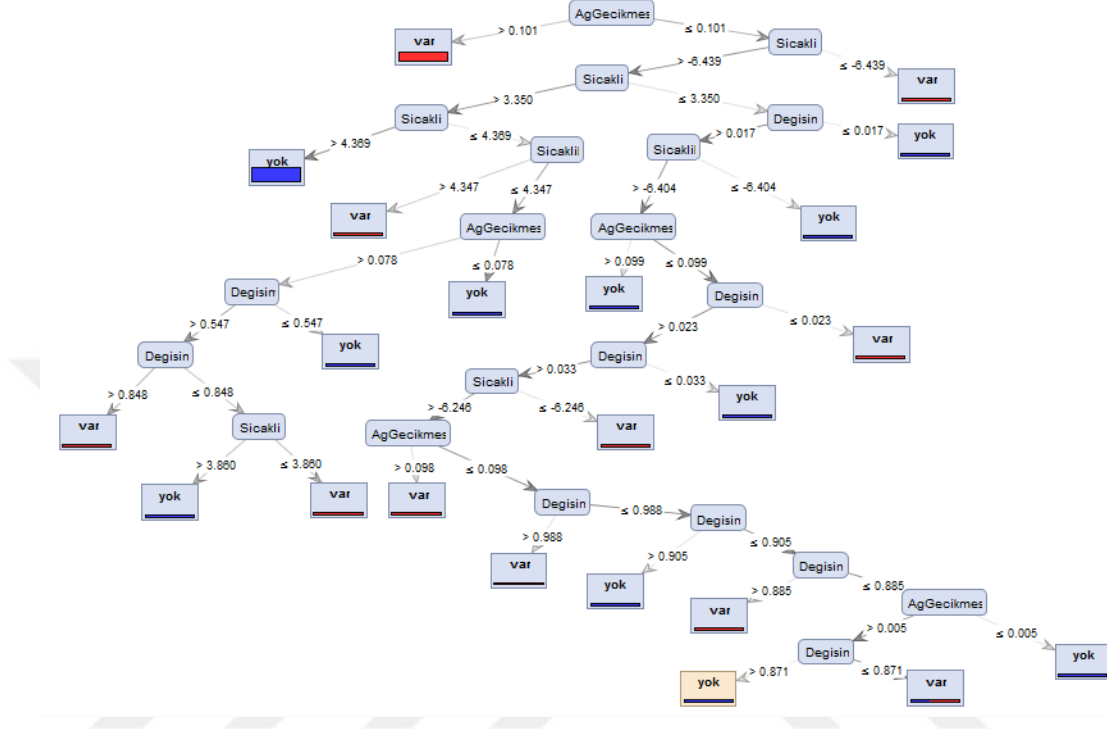 AgGecikmes
> 0.101
≤ 0.101
var
Sicakli
> -6.439
≤ -6.439
Sicakli
var
> 3.350
≤ 3.350
Sicakli
Degisin
> 4.369
≤ 4.369
> 0.017
≤ 0.017
yok
Sicaklil
Sicakli
yok
> 4.347
≤ 4.347
> -6.404
≤ -6.404
var
AgGecikmes
AgGecikmes
yok
> 0.078
≤ 0.078
> 0.099
≤ 0.099
Degisin
yok
yok
Degisin
> 0.547
≤ 0.547
> 0.023
≤ 0.023
Degisin
yok
Degisin
var
> 0.848
≤ 0.848
> 0.033
≤ 0.033
var
Sicakli
Sicakli
yok
> 3.860
≤ 3.860
> -6.246
≤ -6.246
yok
var
AgGecikmes
var
> 0.098
≤ 0.098
var
Degisin
> 0.988
≤ 0.988
var
Degisin
> 0.905
≤ 0.905
yok
Degisin
> 0.885
≤ 0.885
var
AgGecikmes
> 0.005
≤ 0.005
Degisin
yok
> 0.871
≤ 0.871
yok
var